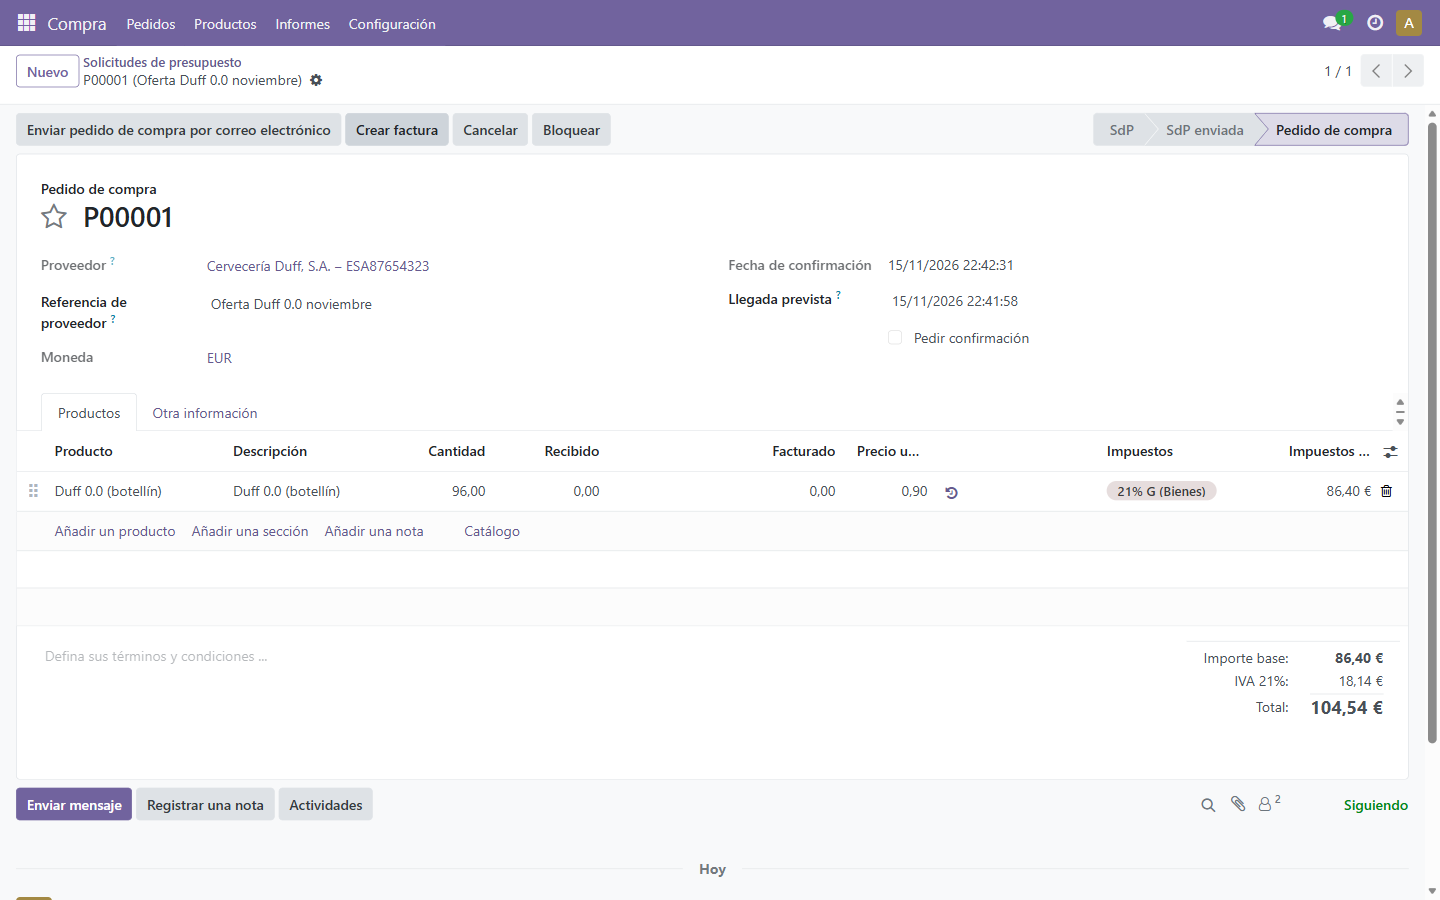 Compra
Pedidos
Productos
Informes
Configuración
1
A
Nuevo
Solicitudes de presupuesto
P00001 (Oferta Duff 0.0 noviembre)
1 / 1
Enviar pedido de compra por correo electrónico
Crear factura
Cancelar
Bloquear
SdP
SdP enviada
Pedido de compra
Pedido de compra
P00001
Proveedor ?
Cervecería Duff, S.A. – ESA87654323
Referencia de proveedor ?
Oferta Duff 0.0 noviembre
Moneda
EUR
Fecha de confirmación
15/11/2026 22:42:31
Llegada prevista ?
15/11/2026 22:41:58
Pedir confirmación
Productos
Otra información
Producto
Descripción
Cantidad
Recibido
Facturado
Precio u...
Impuestos
Impuestos ...
Duff 0.0 (botellín)
Duff 0.0 (botellín)
96,00
0,00
0,00
0,90
21% G (Bienes)
86,40 €
Añadir un producto
Añadir una sección
Añadir una nota
Catálogo
Defina sus términos y condiciones ...
Importe base:
86,40 €
IVA 21%:
18,14 €
Total:
104,54 €
Enviar mensaje
Registrar una nota
Actividades
2
Siguiendo
Hoy